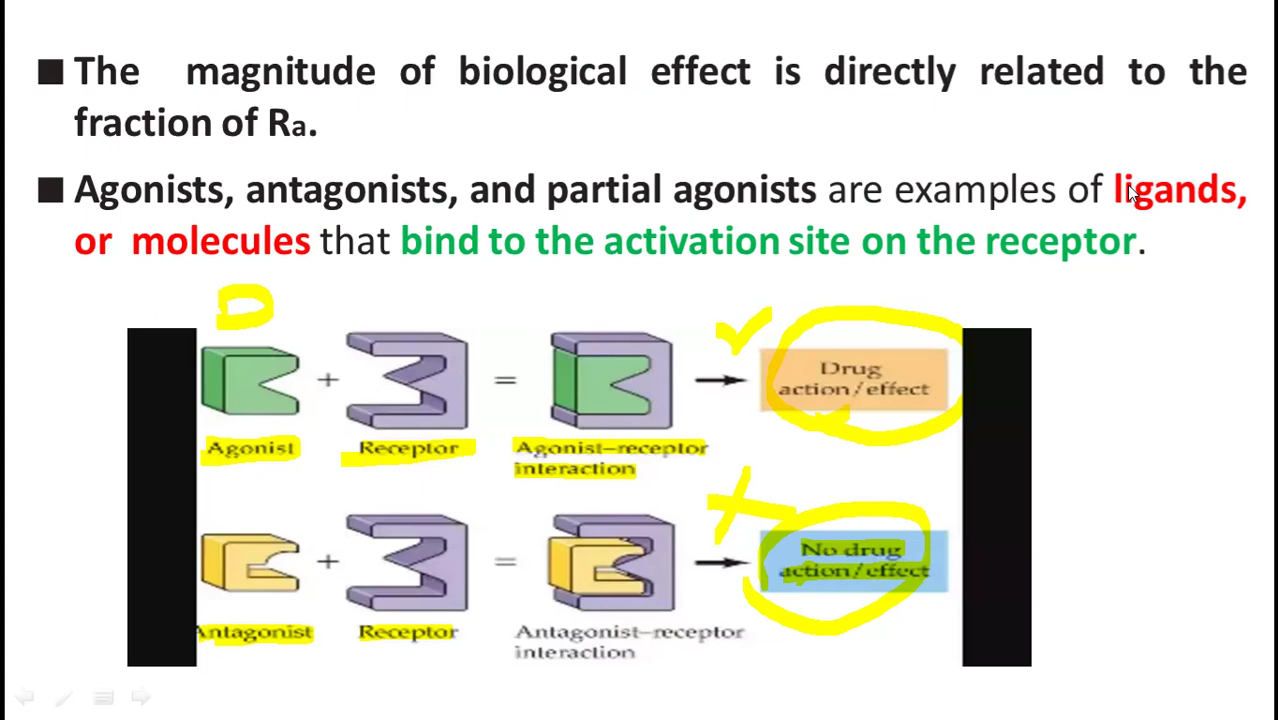 ■ The magnitude of biological effect is directly related to the
fraction of Ra.
■ Agonists, antagonists, and partial agonists are examples of ligands,
or molecules that bind to the activation site on the receptor.
Drug
action/effect
+
=
Agonist
Receptor
Agonist–receptor
interaction
No drug
action/effect
+
=
Antagonist
Receptor
Antagonist–receptor
interaction